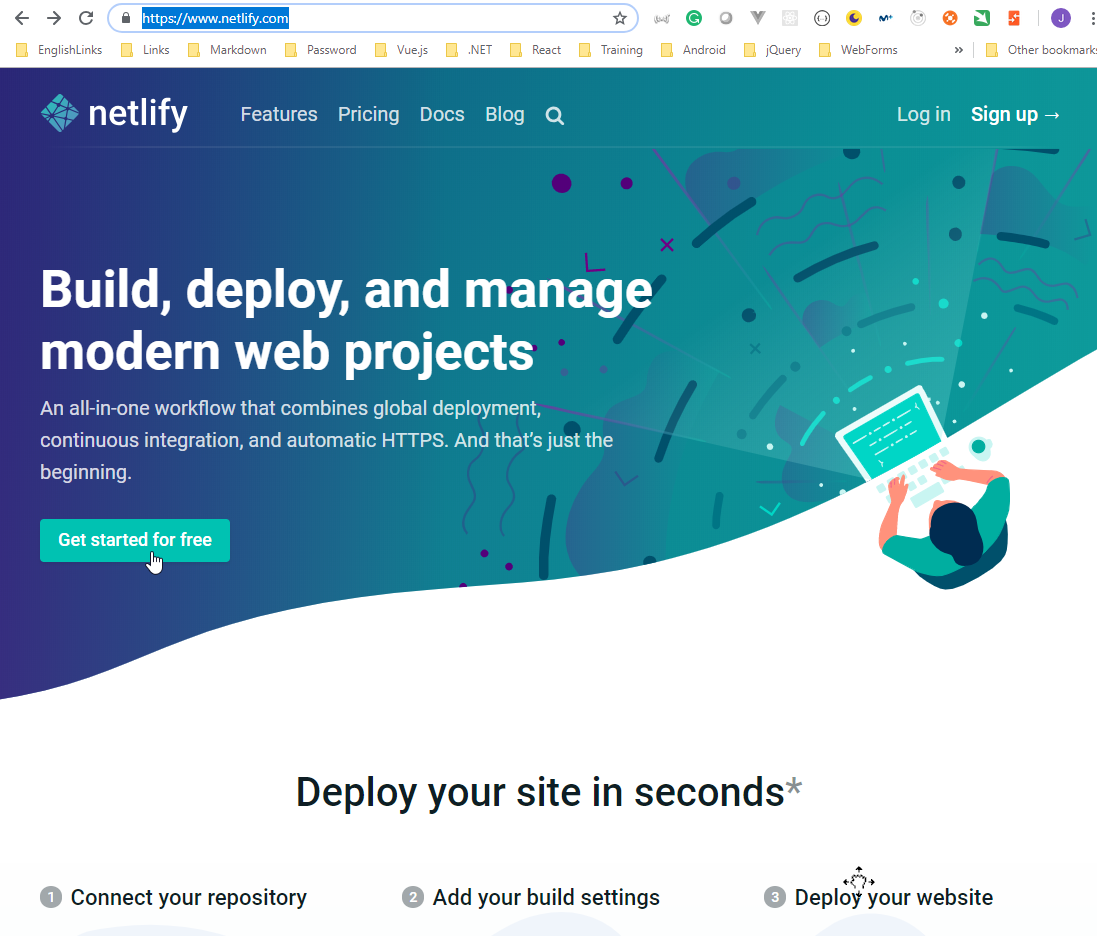 https://www.netlify.com
J
EnglishLinks Links Markdown Password Vue.js .NET React Training Android jQuery WebForms » Other bookmarks
netlify Features Pricing Docs Blog Log in Sign up →
Build, deploy, and manage
modern web projects
An all-in-one workflow that combines global deployment,
continuous integration, and automatic HTTPS. And that’s just the
beginning.
Get started for free
Deploy your site in seconds*
1 Connect your repository 2 Add your build settings 3 Deploy your website